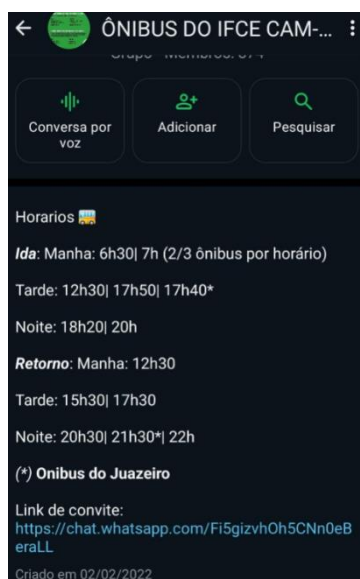 ÔNIBUS DO IFCE CAM-...
Conversa por
voz
Adicionar
Pesquisar
Horarios
Ida: Manha: 6h30| 7h (2/3 ônibus por horário)
Tarde: 12h30| 17h50| 17h40*
Noite: 18h20| 20h
Retorno: Manha: 12h30
Tarde: 15h30| 17h30
Noite: 20h30| 21h30*| 22h
(*) Onibus do Juazeiro
Link de convite:
https://chat.whatsapp.com/Fi5gizvhOh5CNn0eB
eraLL
Criado em 02/02/2022